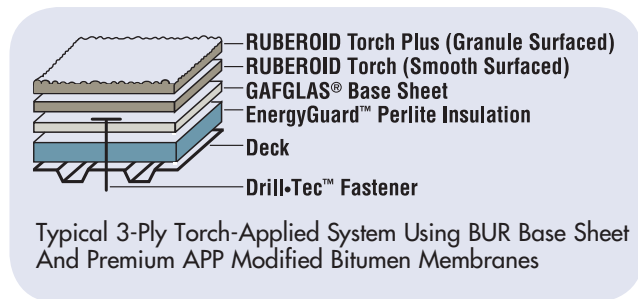 RUBEROID Torch Plus (Granule Surfaced)
RUBEROID Torch (Smooth Surfaced)
GAFGLAS® Base Sheet
EnergyGuard™ Perlite Insulation
Deck
Drill•Tec™ Fastener
Typical 3-Ply Torch-Applied System Using BUR Base Sheet
And Premium APP Modified Bitumen Membranes